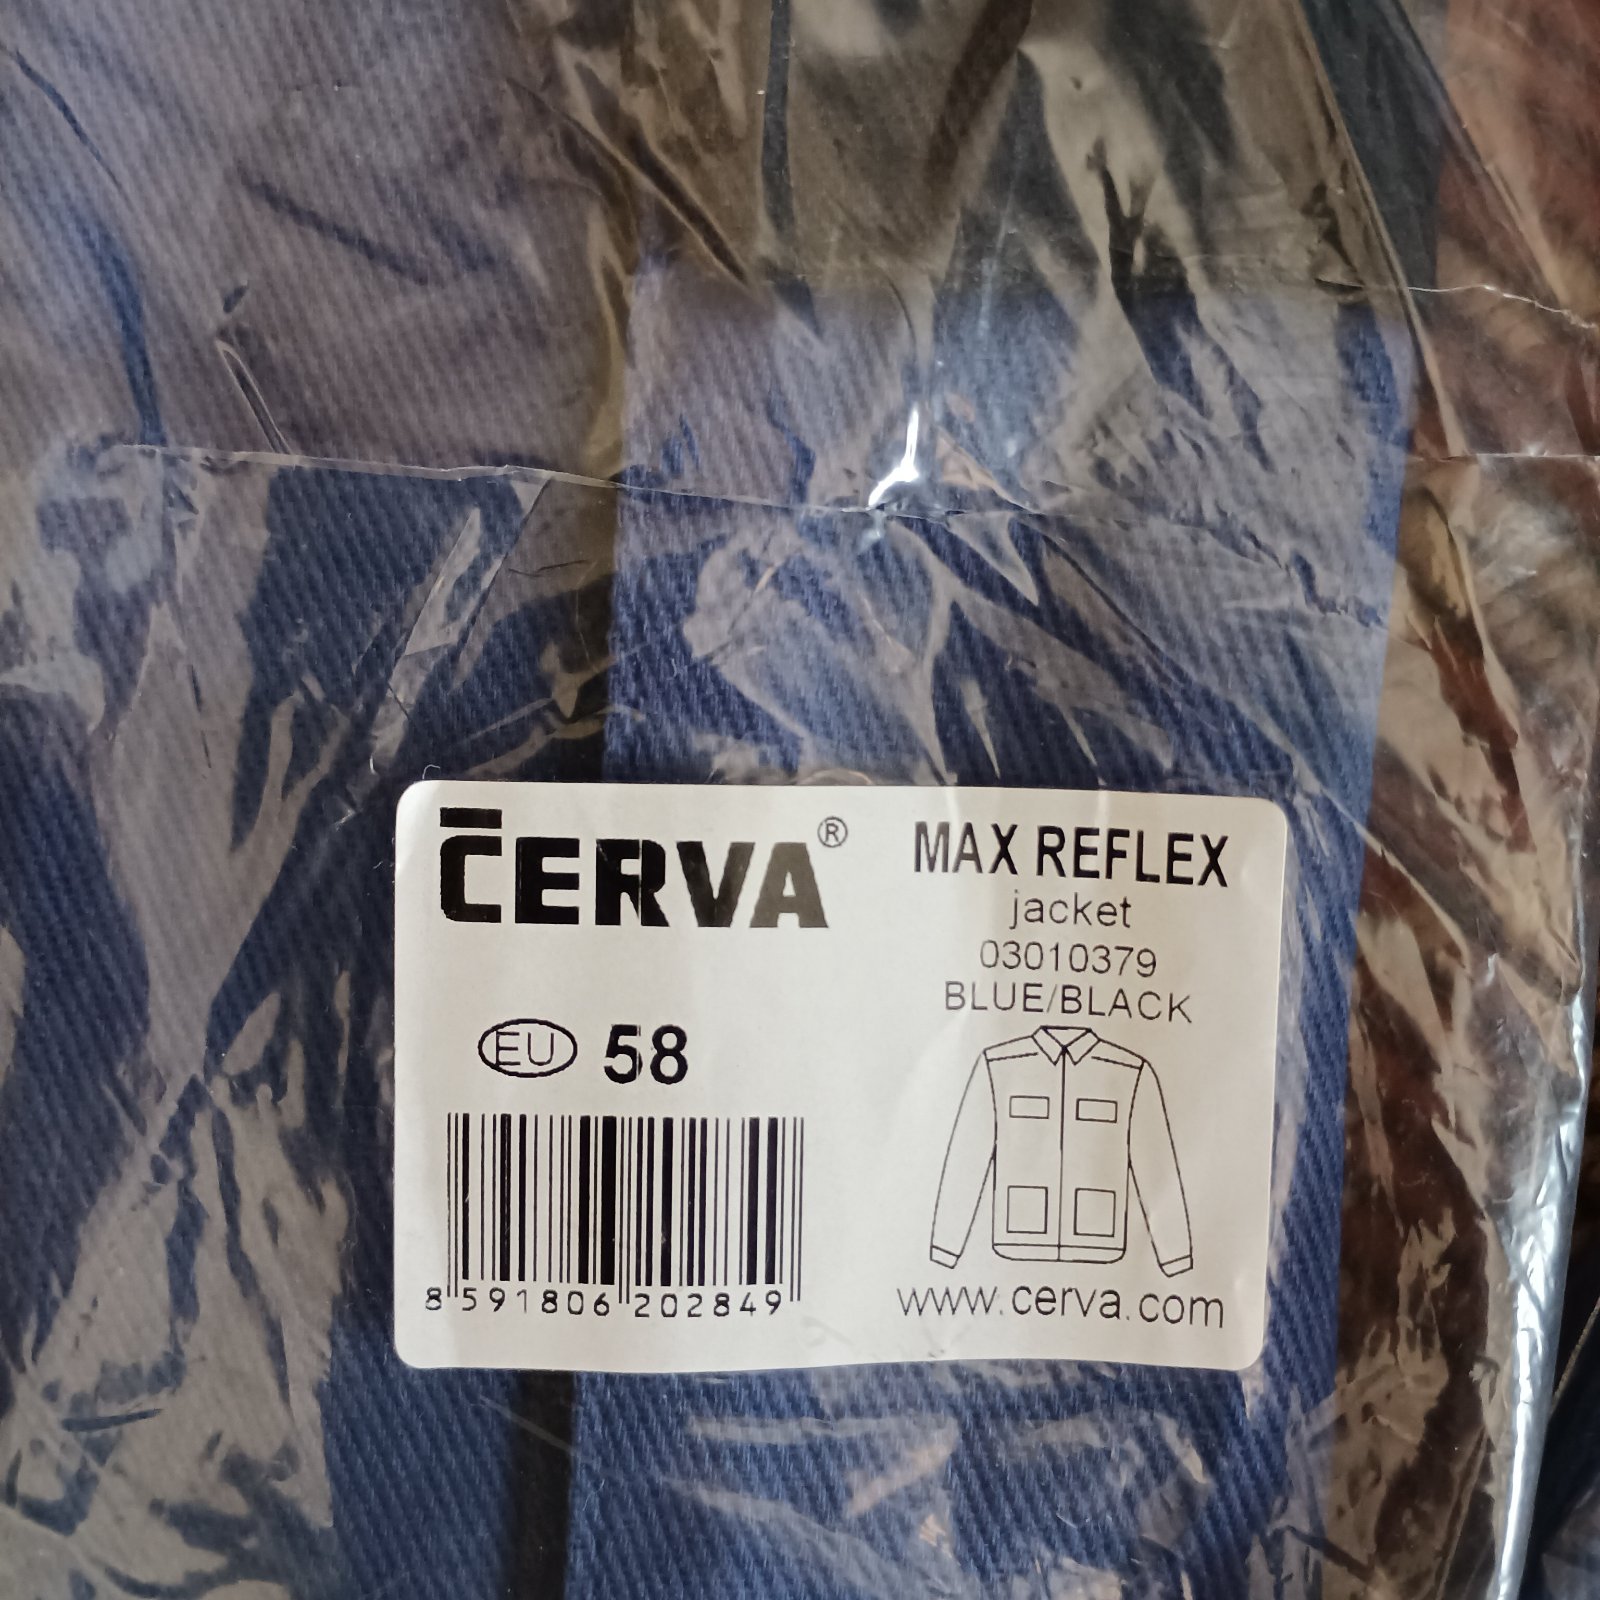 ČERVA®
MAX REFLEX
jacket
03010379
BLUE/BLACK
EU 58
8 591806 202849
www.cerva.com